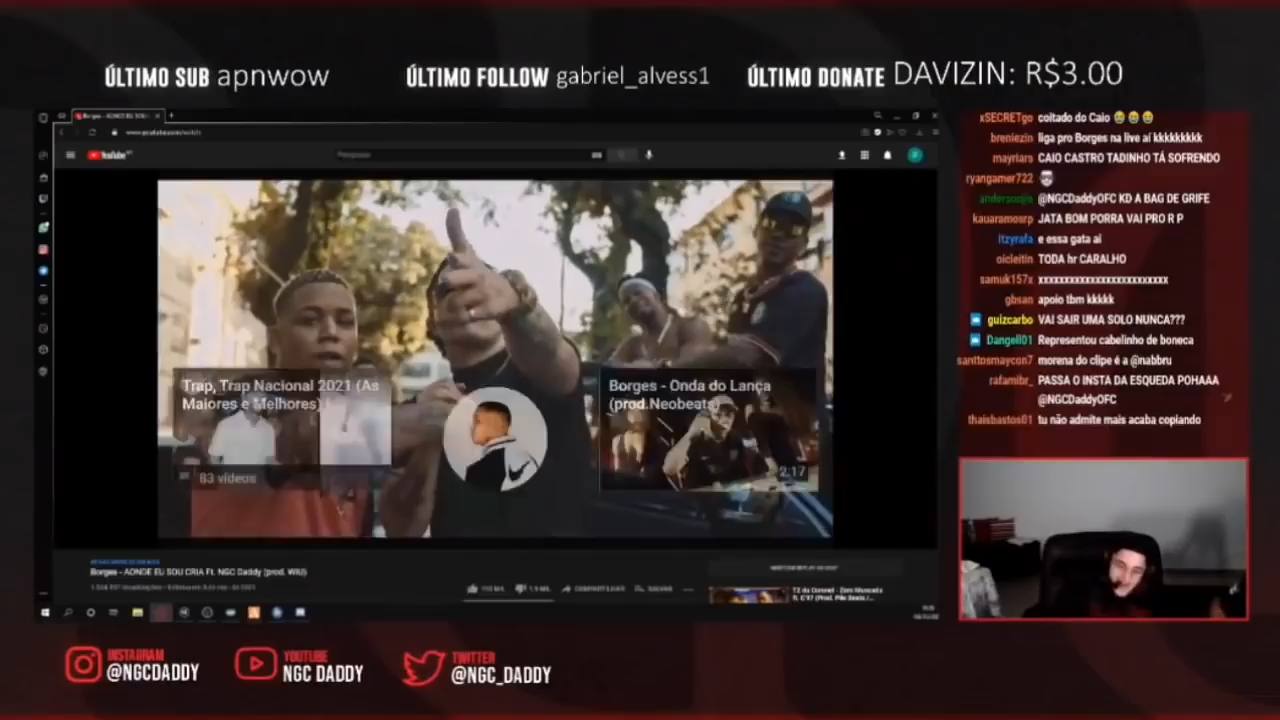 ÚLTIMO SUB apnwow
ÚLTIMO FOLLOW gabriel_alvess1
ÚLTIMO DONATE DAVIZIN: R$3.00
YouTube
Pesquisar
Trap, Trap Nacional 2021 (As
Maiores e Melhores)
83 vídeos
Borges - Onda do Lança
(prod.Neobeats)
2:17
Borges - AONDE EU SOU CRIA Ft. NGC Daddy (prod. WIU)
COMPARTILHAR
xSECRETgo coitado do Caio
breniezin liga pro Borges na live aí kkkkkkkkk
mayriars CAIO CASTRO TADINHO TÁ SOFRENDO
ryangamer722
@NGCDaddyOFC KD A BAG DE GRIFE
kauaramosrp JATA BOM PORRA VAI PRO R P
itzyrafa e essa gata ai
oicleitin TODA hr CARALHO
samuk157x xxxxxxxxxxxxxxxxxxxxxxxx
gbsan apoio tbm kkkkk
guizcarbo VAI SAIR UMA SOLO NUNCA???
Dangell01 Representou cabelinho de boneca
santtosmaycon7 morena do clipe é a @nabbru
rafamibr_ PASSA O INSTA DA ESQUEDA POHAAA
@NGCDaddyOFC
thaisbastos01 tu não admite mais acaba copiando
INSTAGRAM
@NGCDADDY
YOUTUBE
NGC DADDY
TWITTER
@NGC_DADDY